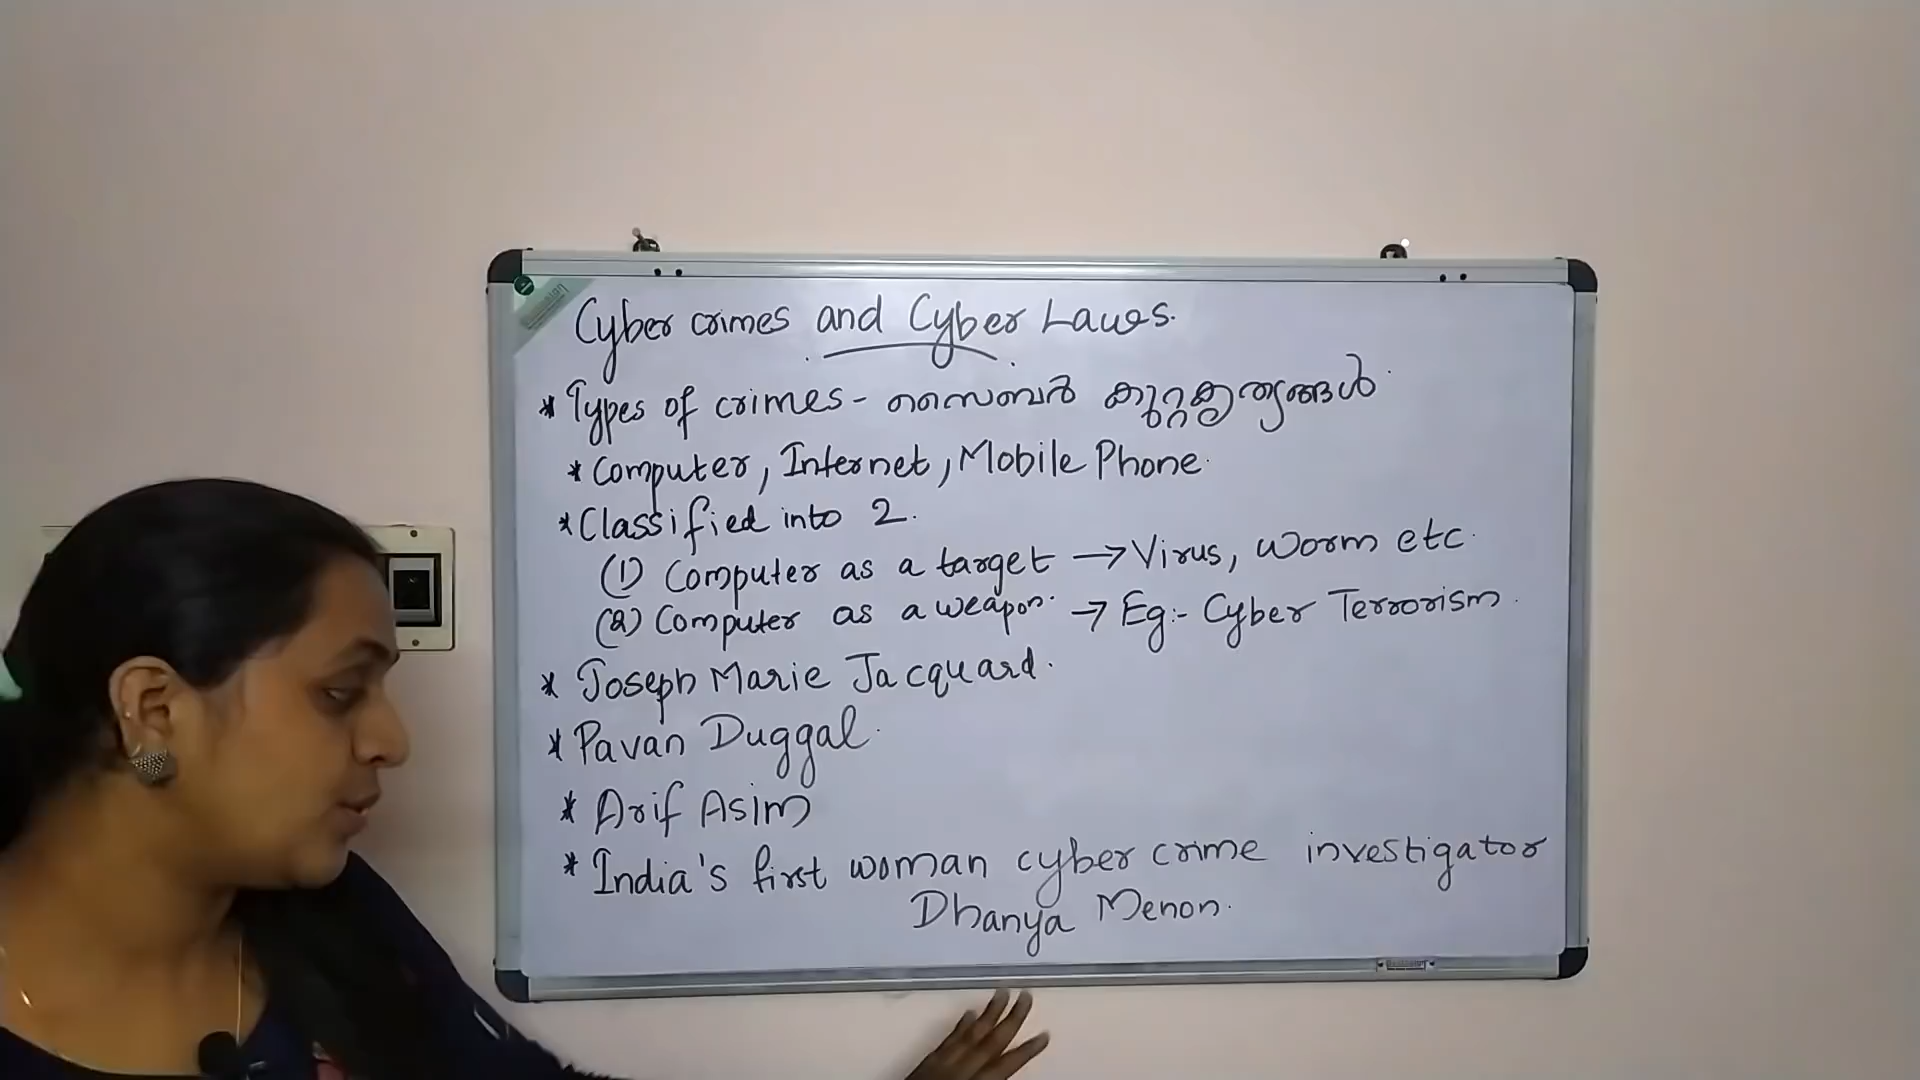 Cyber crimes and Cyber Laws.
* Types of crimes - സൈബർ കുറ്റകൃത്യങ്ങൾ
* Computer, Internet, Mobile Phone
* Classified into 2.
(1) Computer as a target → Virus, Worm etc.
(2) Computer as a weapon. → Eg:- Cyber Terrorism.
* Joseph Marie Jacquard.
* Pavan Duggal.
* Arif Asim
* India's first woman cyber crime investigator
Dhanya Menon.